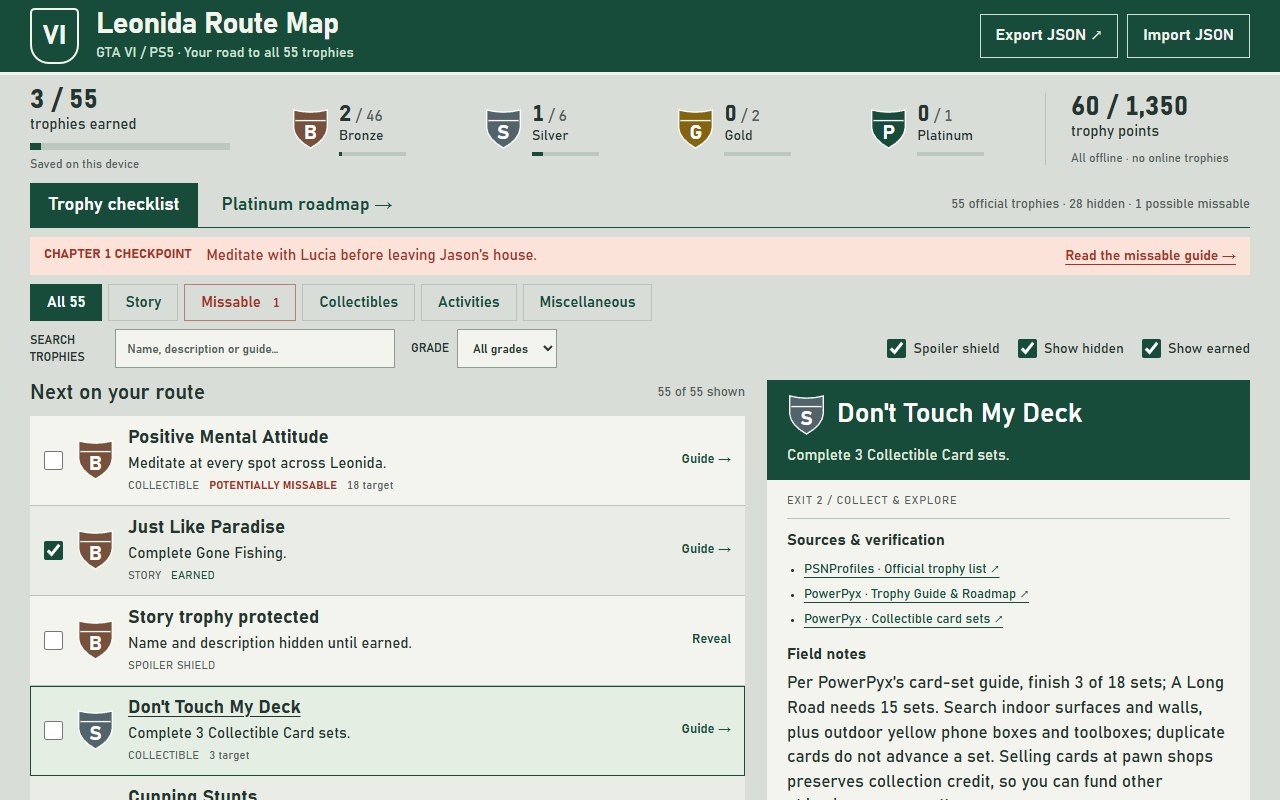 VI
Leonida Route Map
GTA VI / PS5 · Your road to all 55 trophies
Export JSON ↗
Import JSON
3 / 55
trophies earned
Saved on this device
B
2 / 46
Bronze
S
1 / 6
Silver
G
0 / 2
Gold
P
0 / 1
Platinum
60 / 1,350
trophy points
All offline · no online trophies
Trophy checklist
Platinum roadmap →
55 official trophies · 28 hidden · 1 possible missable
CHAPTER 1 CHECKPOINT Meditate with Lucia before leaving Jason's house.
Read the missable guide →
All 55
Story
Missable 1
Collectibles
Activities
Miscellaneous
SEARCH
TROPHIES
Name, description or guide…
GRADE
All grades
Spoiler shield
Show hidden
Show earned
Next on your route
55 of 55 shown
B
Positive Mental Attitude
Meditate at every spot across Leonida.
COLLECTIBLE POTENTIALLY MISSABLE 18 target
Guide →
B
Just Like Paradise
Complete Gone Fishing.
STORY EARNED
Guide →
B
Story trophy protected
Name and description hidden until earned.
SPOILER SHIELD
Reveal
S
Don't Touch My Deck
Complete 3 Collectible Card sets.
COLLECTIBLE 3 target
Guide →
Cunning Stunts
S
Don't Touch My Deck
Complete 3 Collectible Card sets.
EXIT 2 / COLLECT & EXPLORE
Sources & verification
• PSNProfiles · Official trophy list ↗
• PowerPyx · Trophy Guide & Roadmap ↗
• PowerPyx · Collectible card sets ↗
Field notes
Per PowerPyx's card-set guide, finish 3 of 18 sets; A Long
Road needs 15 sets. Search indoor surfaces and walls,
plus outdoor yellow phone boxes and toolboxes; duplicate
cards do not advance a set. Selling cards at pawn shops
preserves collection credit, so you can fund other